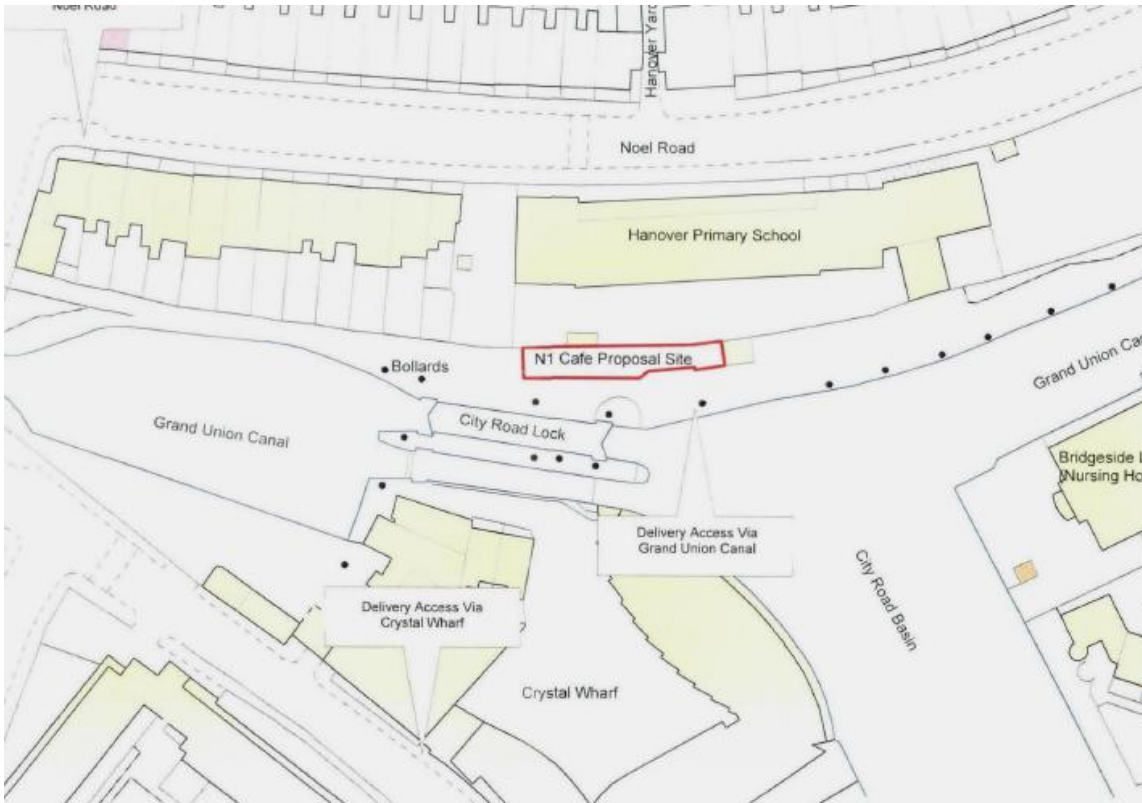 Noel Road
Hanover Yard
Noel Road
Hanover Primary School
N1 Cafe Proposal Site
Bollards
Grand Union Canal
City Road Lock
Grand Union Canal
Bridgeside
Nursing
Delivery Access Via
Grand Union Canal
City Road Basin
Delivery Access Via
Crystal Wharf
Crystal Wharf